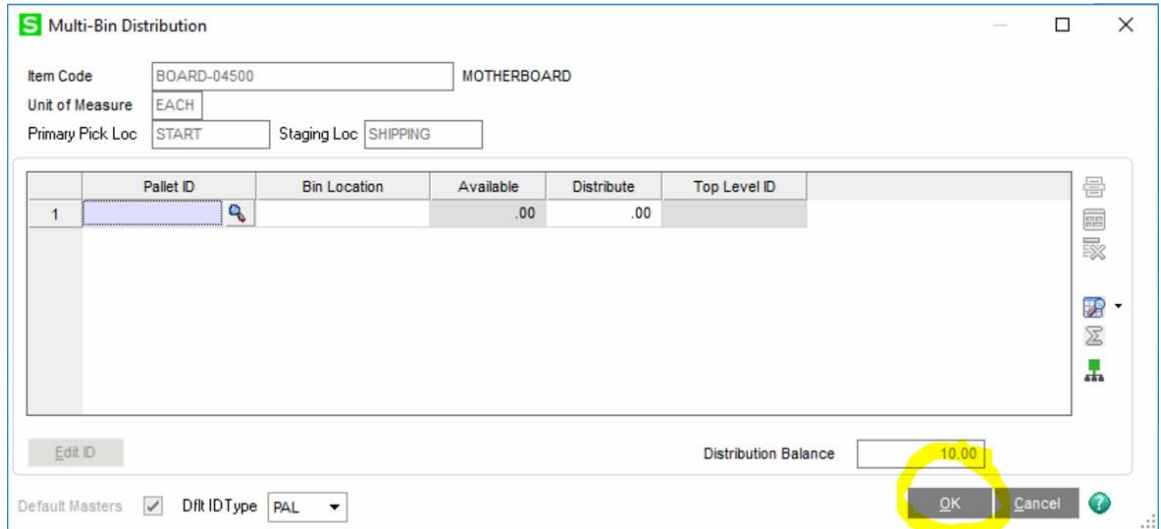 S Multi-Bin Distribution
Item Code BOARD-04500 MOTHERBOARD
Unit of Measure EACH
Primary Pick Loc START Staging Loc SHIPPING
Pallet ID Bin Location Available Distribute Top Level ID
1 .00 .00
Edit ID Distribution Balance 10.00
Default Masters Dflt ID Type PAL OK Cancel ?